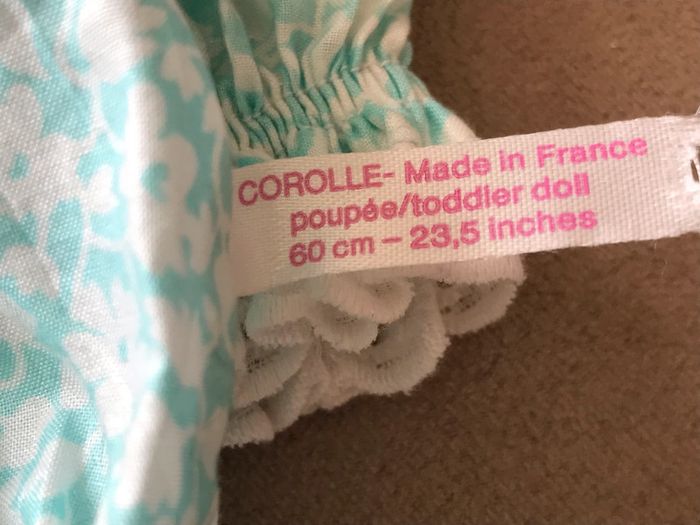 COROLLE- Made in France
poupée/toddler doll
60 cm – 23,5 inches